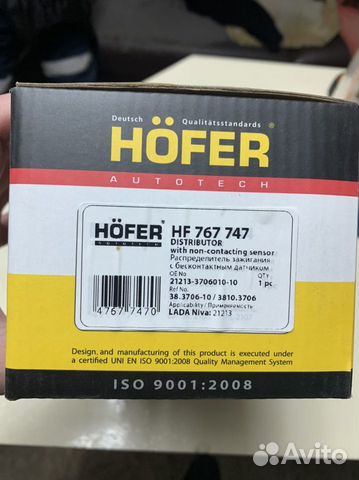 Deutsch Qualitätsstandards
HÖFER®
AUTOTECH
HÖFER
AUTOTECH
4767 7470
HF 767 747
DISTRIBUTOR
with non-contacting sensor
Распределитель зажигания
с бесконтактным датчиком
OE No. QTY
21213-3706010-10 1 pc
Ref No.
38.3706-10 / 3810.3706
Applicability / Применяемость
LADA Niva: 21213
Design, and manufacturing of this product is executed under
a certified UNI EN ISO 9001:2008 Quality Management System
ISO 9001:2008
Avito